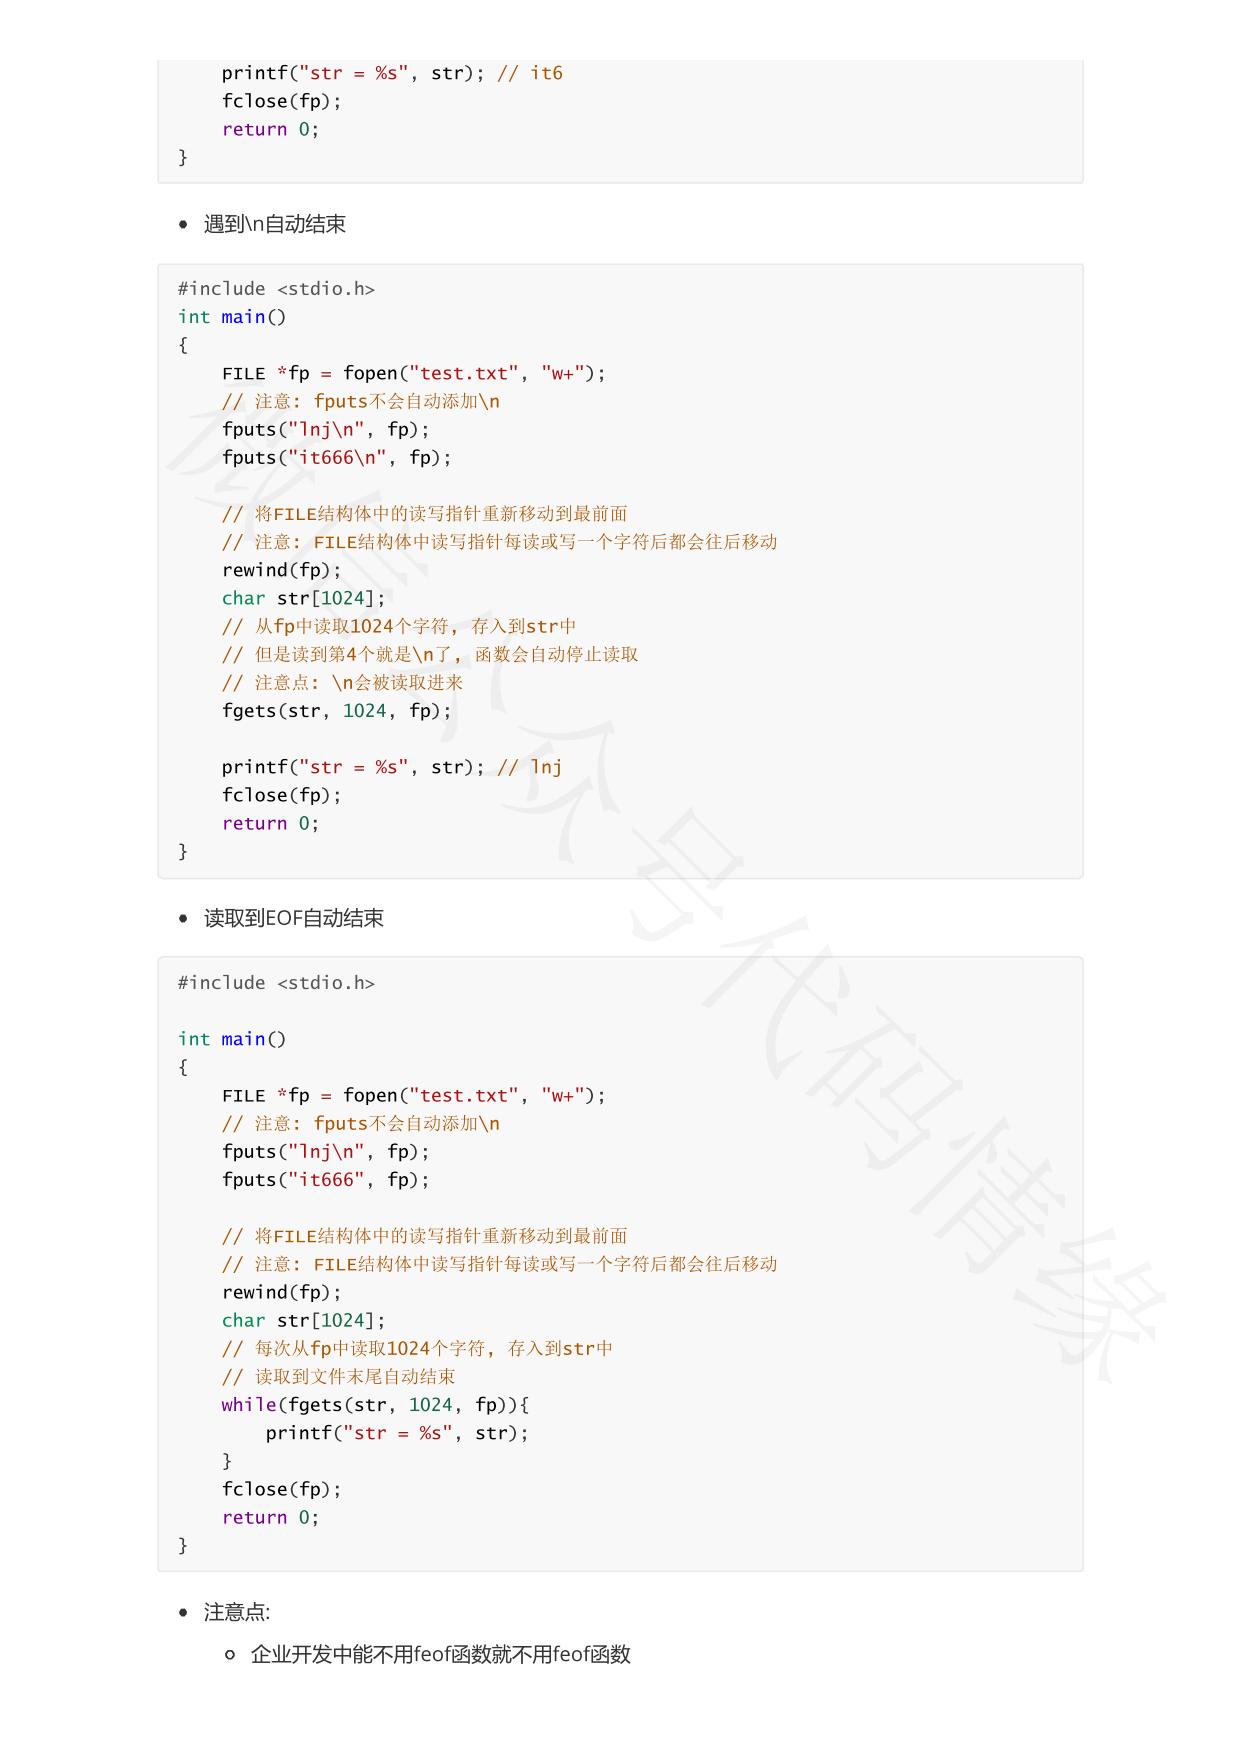 printf("str = %s", str); // it6
    fclose(fp);
    return 0;
}
• 遇到\n自动结束
#include <stdio.h>
int main()
{
    FILE *fp = fopen("test.txt", "w+");
    // 注意: fputs不会自动添加\n
    fputs("lnj\n", fp);
    fputs("it666\n", fp);
    // 将FILE结构体中的读写指针重新移动到最前面
    // 注意: FILE结构体中读写指针每读或写一个字符后都会往后移动
    rewind(fp);
    char str[1024];
    // 从fp中读取1024个字符, 存入到str中
    // 但是读到第4个就是\n了, 函数会自动停止读取
    // 注意点: \n会被读取进来
    fgets(str, 1024, fp);
    printf("str = %s", str); // lnj
    fclose(fp);
    return 0;
}
• 读取到EOF自动结束
#include <stdio.h>
int main()
{
    FILE *fp = fopen("test.txt", "w+");
    // 注意: fputs不会自动添加\n
    fputs("lnj\n", fp);
    fputs("it666", fp);
    // 将FILE结构体中的读写指针重新移动到最前面
    // 注意: FILE结构体中读写指针每读或写一个字符后都会往后移动
    rewind(fp);
    char str[1024];
    // 每次从fp中读取1024个字符, 存入到str中
    // 读取到文件末尾自动结束
    while(fgets(str, 1024, fp)){
        printf("str = %s", str);
    }
    fclose(fp);
    return 0;
}
• 注意点:
○ 企业开发中能不用feof函数就不用feof函数
微信公众号代码情缘